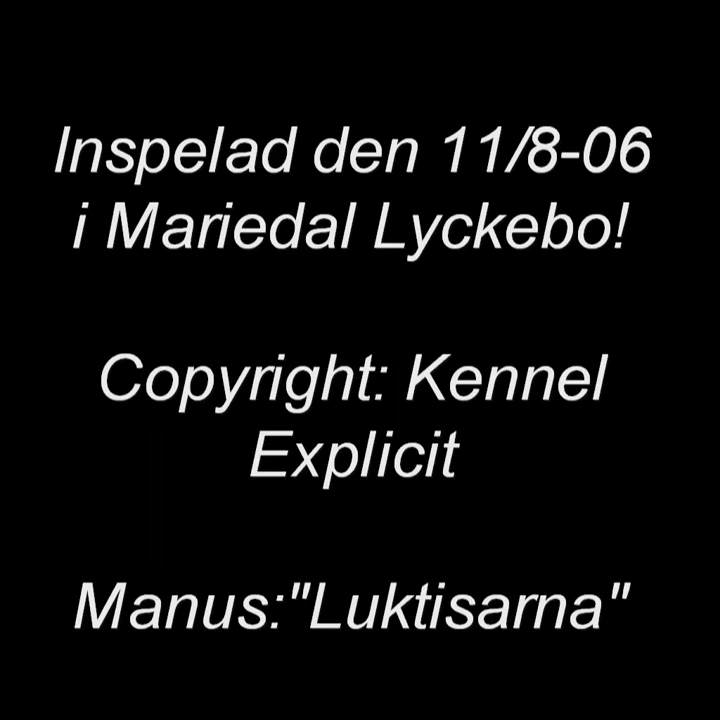 Inspelad den 11/8-06
i Mariedal Lyckebo!
Copyright: Kennel
Explicit
Manus:"Luktisarna"